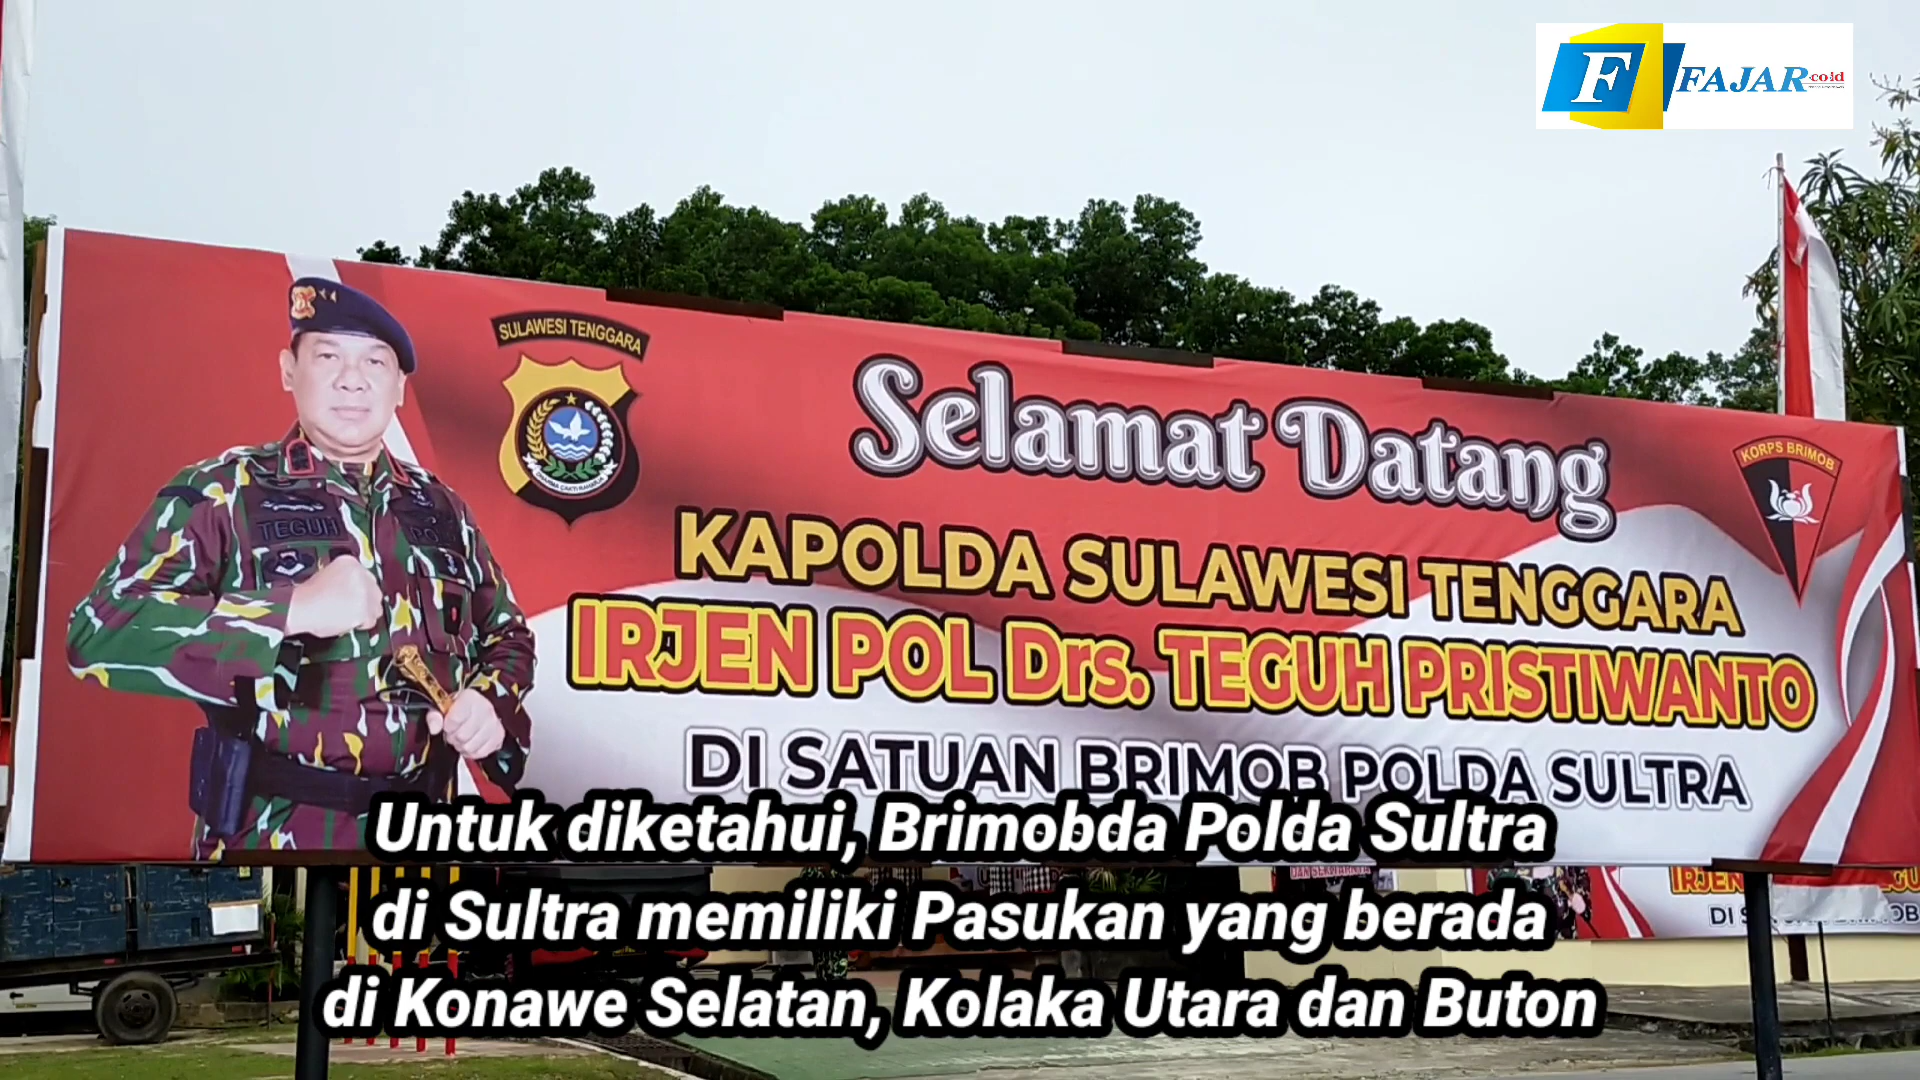 FAJAR.co.id
SULAWESI TENGGARA
Selamat Datang
KORPS BRIMOB
KAPOLDA SULAWESI TENGGARA
TEGUH
IRJEN POL Drs. TEGUH PRISTIWANTO
DI SATUAN BRIMOB POLDA SULTRA
Untuk diketahui, Brimobda Polda Sultra
di Sultra memiliki Pasukan yang berada
di Konawe Selatan, Kolaka Utara dan Buton